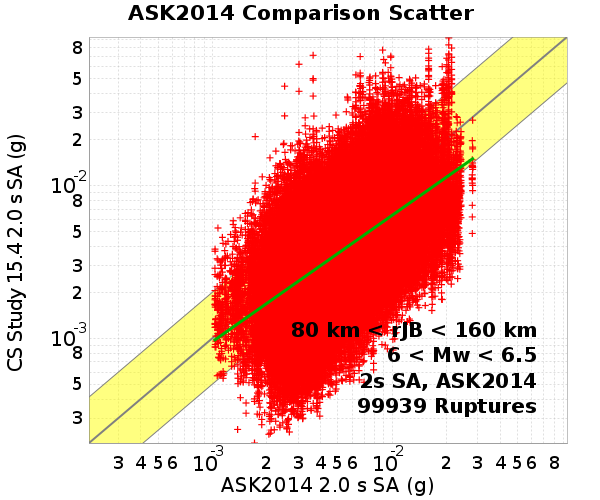 ASK2014 Comparison Scatter
CS Study 15.4 2.0 s SA (g)
8
5
3
2
10-2
8
5
3
2
10-3
8
5
3
80 km < rJB < 160 km
6 < Mw < 6.5
2s SA, ASK2014
99939 Ruptures
3 4 5 6 10-3 2 3 4 5 6 10-2 2 3 4 5 6 8
ASK2014 2.0 s SA (g)